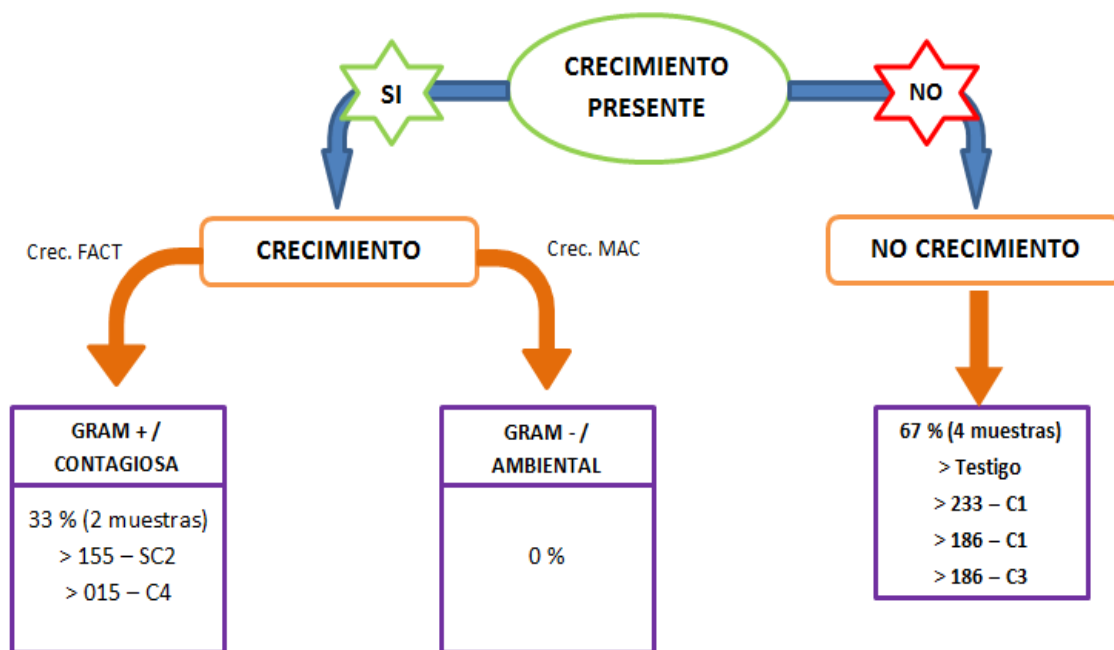 CRECIMIENTO
PRESENTE
SI
NO
Crec. FACT
CRECIMIENTO
Crec. MAC
NO CRECIMIENTO
GRAM + /
CONTAGIOSA
33 % (2 muestras)
> 155 – SC2
> 015 – C4
GRAM - /
AMBIENTAL
0 %
67 % (4 muestras)
> Testigo
> 233 – C1
> 186 – C1
> 186 – C3